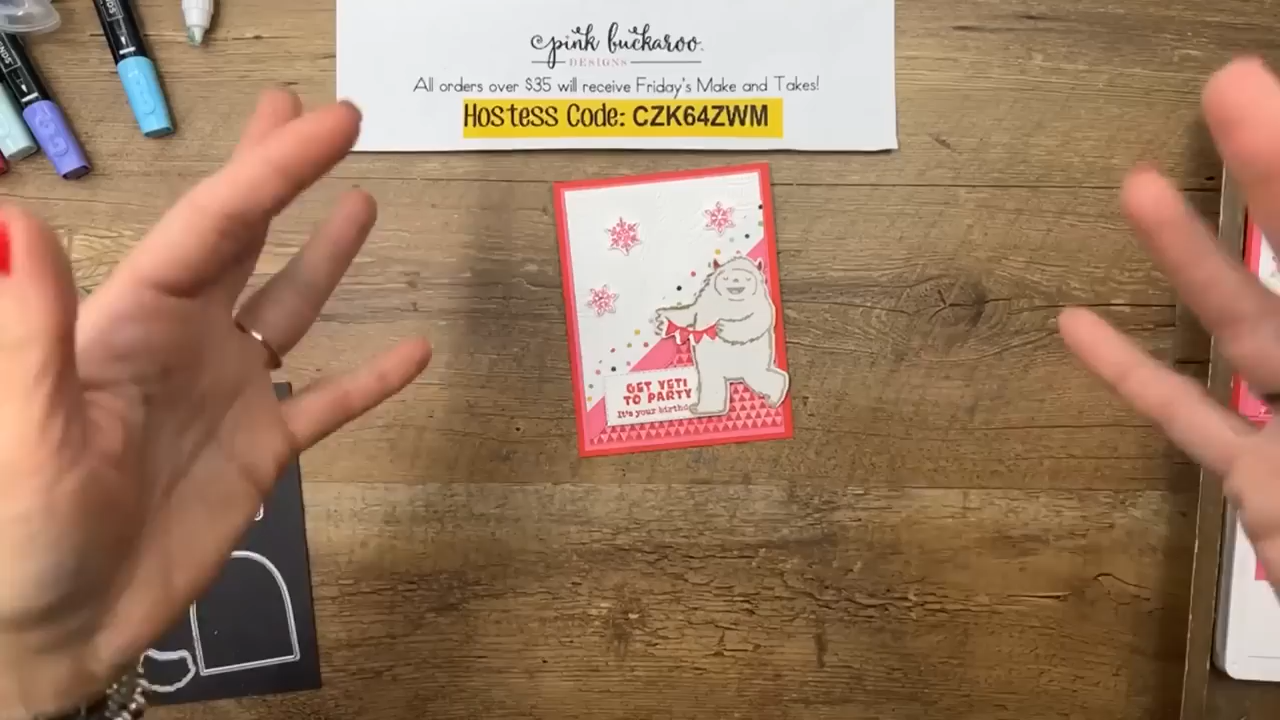 pink buckaroo.
DESIGNS
All orders over $35 will receive Friday's Make and Takes!
Hostess Code: CZK64ZWM
GET YETI
TO PARTY
It's your